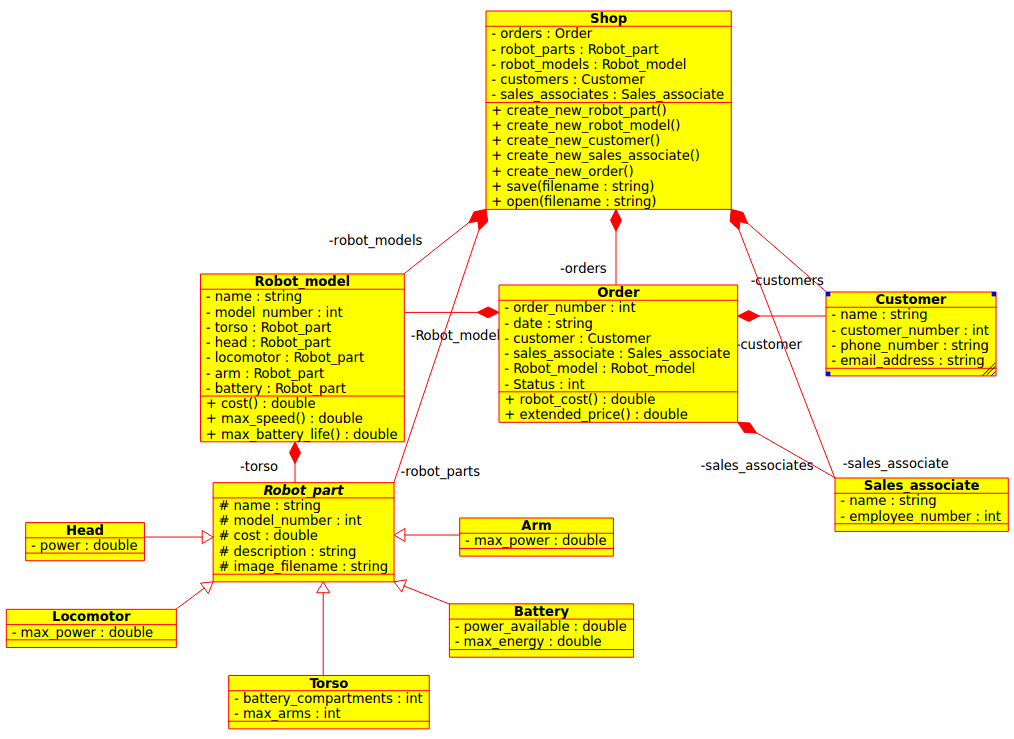 Shop
- orders : Order
- robot_parts : Robot_part
- robot_models : Robot_model
- customers : Customer
- sales_associates : Sales_associate
+ create_new_robot_part()
+ create_new_robot_model()
+ create_new_customer()
+ create_new_sales_associate()
+ create_new_order()
+ save(filename : string)
+ open(filename : string)
-robot_models
-orders
-customers
Robot_model
- name : string
- model_number : int
- torso : Robot_part
- head : Robot_part
- locomotor : Robot_part
- arm : Robot_part
- battery : Robot_part
+ cost() : double
+ max_speed() : double
+ max_battery_life() : double
-Robot_model
Order
- order_number : int
- date : string
- customer : Customer
- sales_associate : Sales_associate
- Robot_model : Robot_model
- Status : int
+ robot_cost() : double
+ extended_price() : double
-customer
Customer
- name : string
- customer_number : int
- phone_number : string
- email_address : string
-torso
-robot_parts
-sales_associates
-sales_associate
Robot_part
# name : string
# model_number : int
# cost : double
# description : string
# image_filename : string
Sales_associate
- name : string
- employee_number : int
Head
- power : double
Arm
- max_power : double
Locomotor
- max_power : double
Battery
- power_available : double
- max_energy : double
Torso
- battery_compartments : int
- max_arms : int